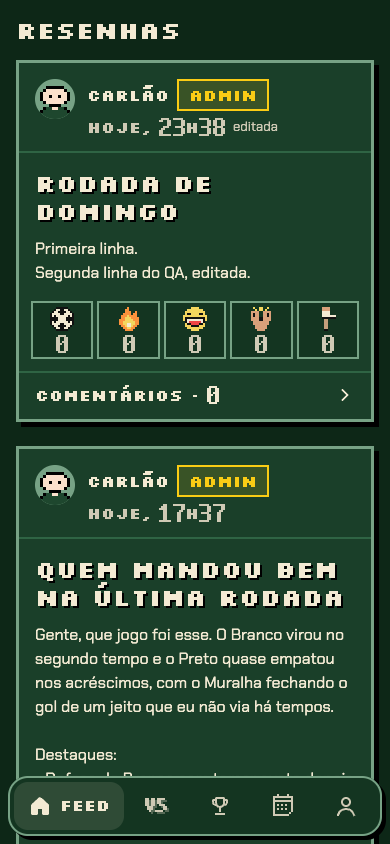 RESENHAS
CARLÃO ADMIN
HOJE, 23H38 editada
RODADA DE
DOMINGO
Primeira linha.
Segunda linha do QA, editada.
0 0 0 0 0
COMENTÁRIOS · 0
CARLÃO ADMIN
HOJE, 17H37
QUEM MANDOU BEM
NA ÚLTIMA RODADA
Gente, que jogo foi esse. O Branco virou no
segundo tempo e o Preto quase empatou
nos acréscimos, com o Muralha fechando o
gol de um jeito que eu não via há tempos.
Destaques:
FEED VS